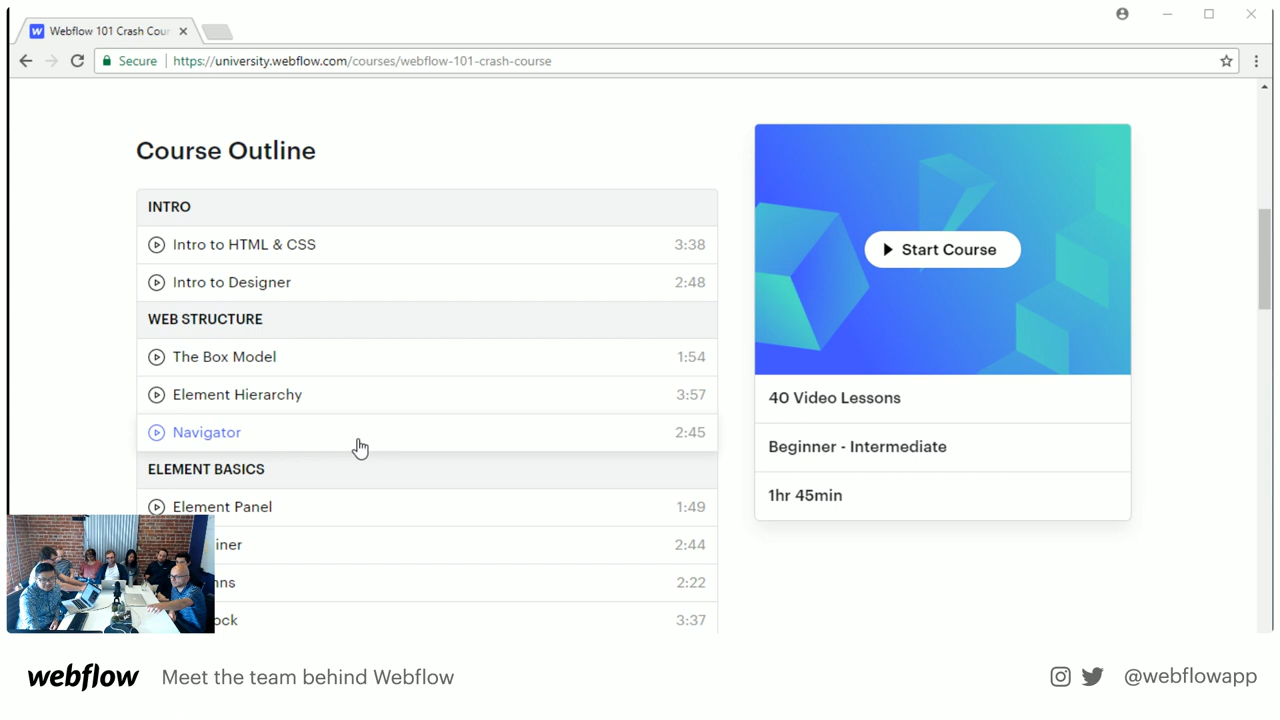 Webflow 101 Crash Cour
Secure
https://university.webflow.com/courses/webflow-101-crash-course
Course Outline
INTRO
Intro to HTML & CSS 3:38
Intro to Designer 2:48
WEB STRUCTURE
The Box Model 1:54
Element Hierarchy 3:57
Navigator 2:45
ELEMENT BASICS
Element Panel 1:49
iner 2:44
ns 2:22
ock 3:37
Start Course
40 Video Lessons
Beginner - Intermediate
1hr 45min
webflow
Meet the team behind Webflow
@webflowapp